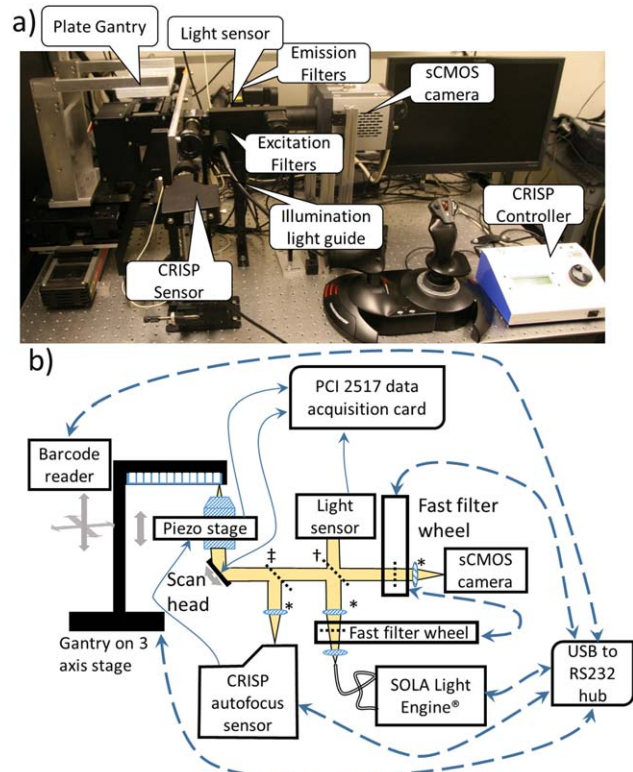 a)
Plate Gantry
Light sensor
Emission
Filters
sCMOS
camera
Excitation
Filters
CRISP
Controller
Illumination
light guide
CRISP
Sensor
b)
PCI 2517 data
acquisition card
Barcode
reader
Light
sensor
Fast filter
wheel
Piezo stage
‡
†
*
sCMOS
camera
Scan
head
*
*
Fast filter wheel
Gantry on 3
axis stage
CRISP
autofocus
sensor
SOLA Light
Engine®
USB to
RS232
hub